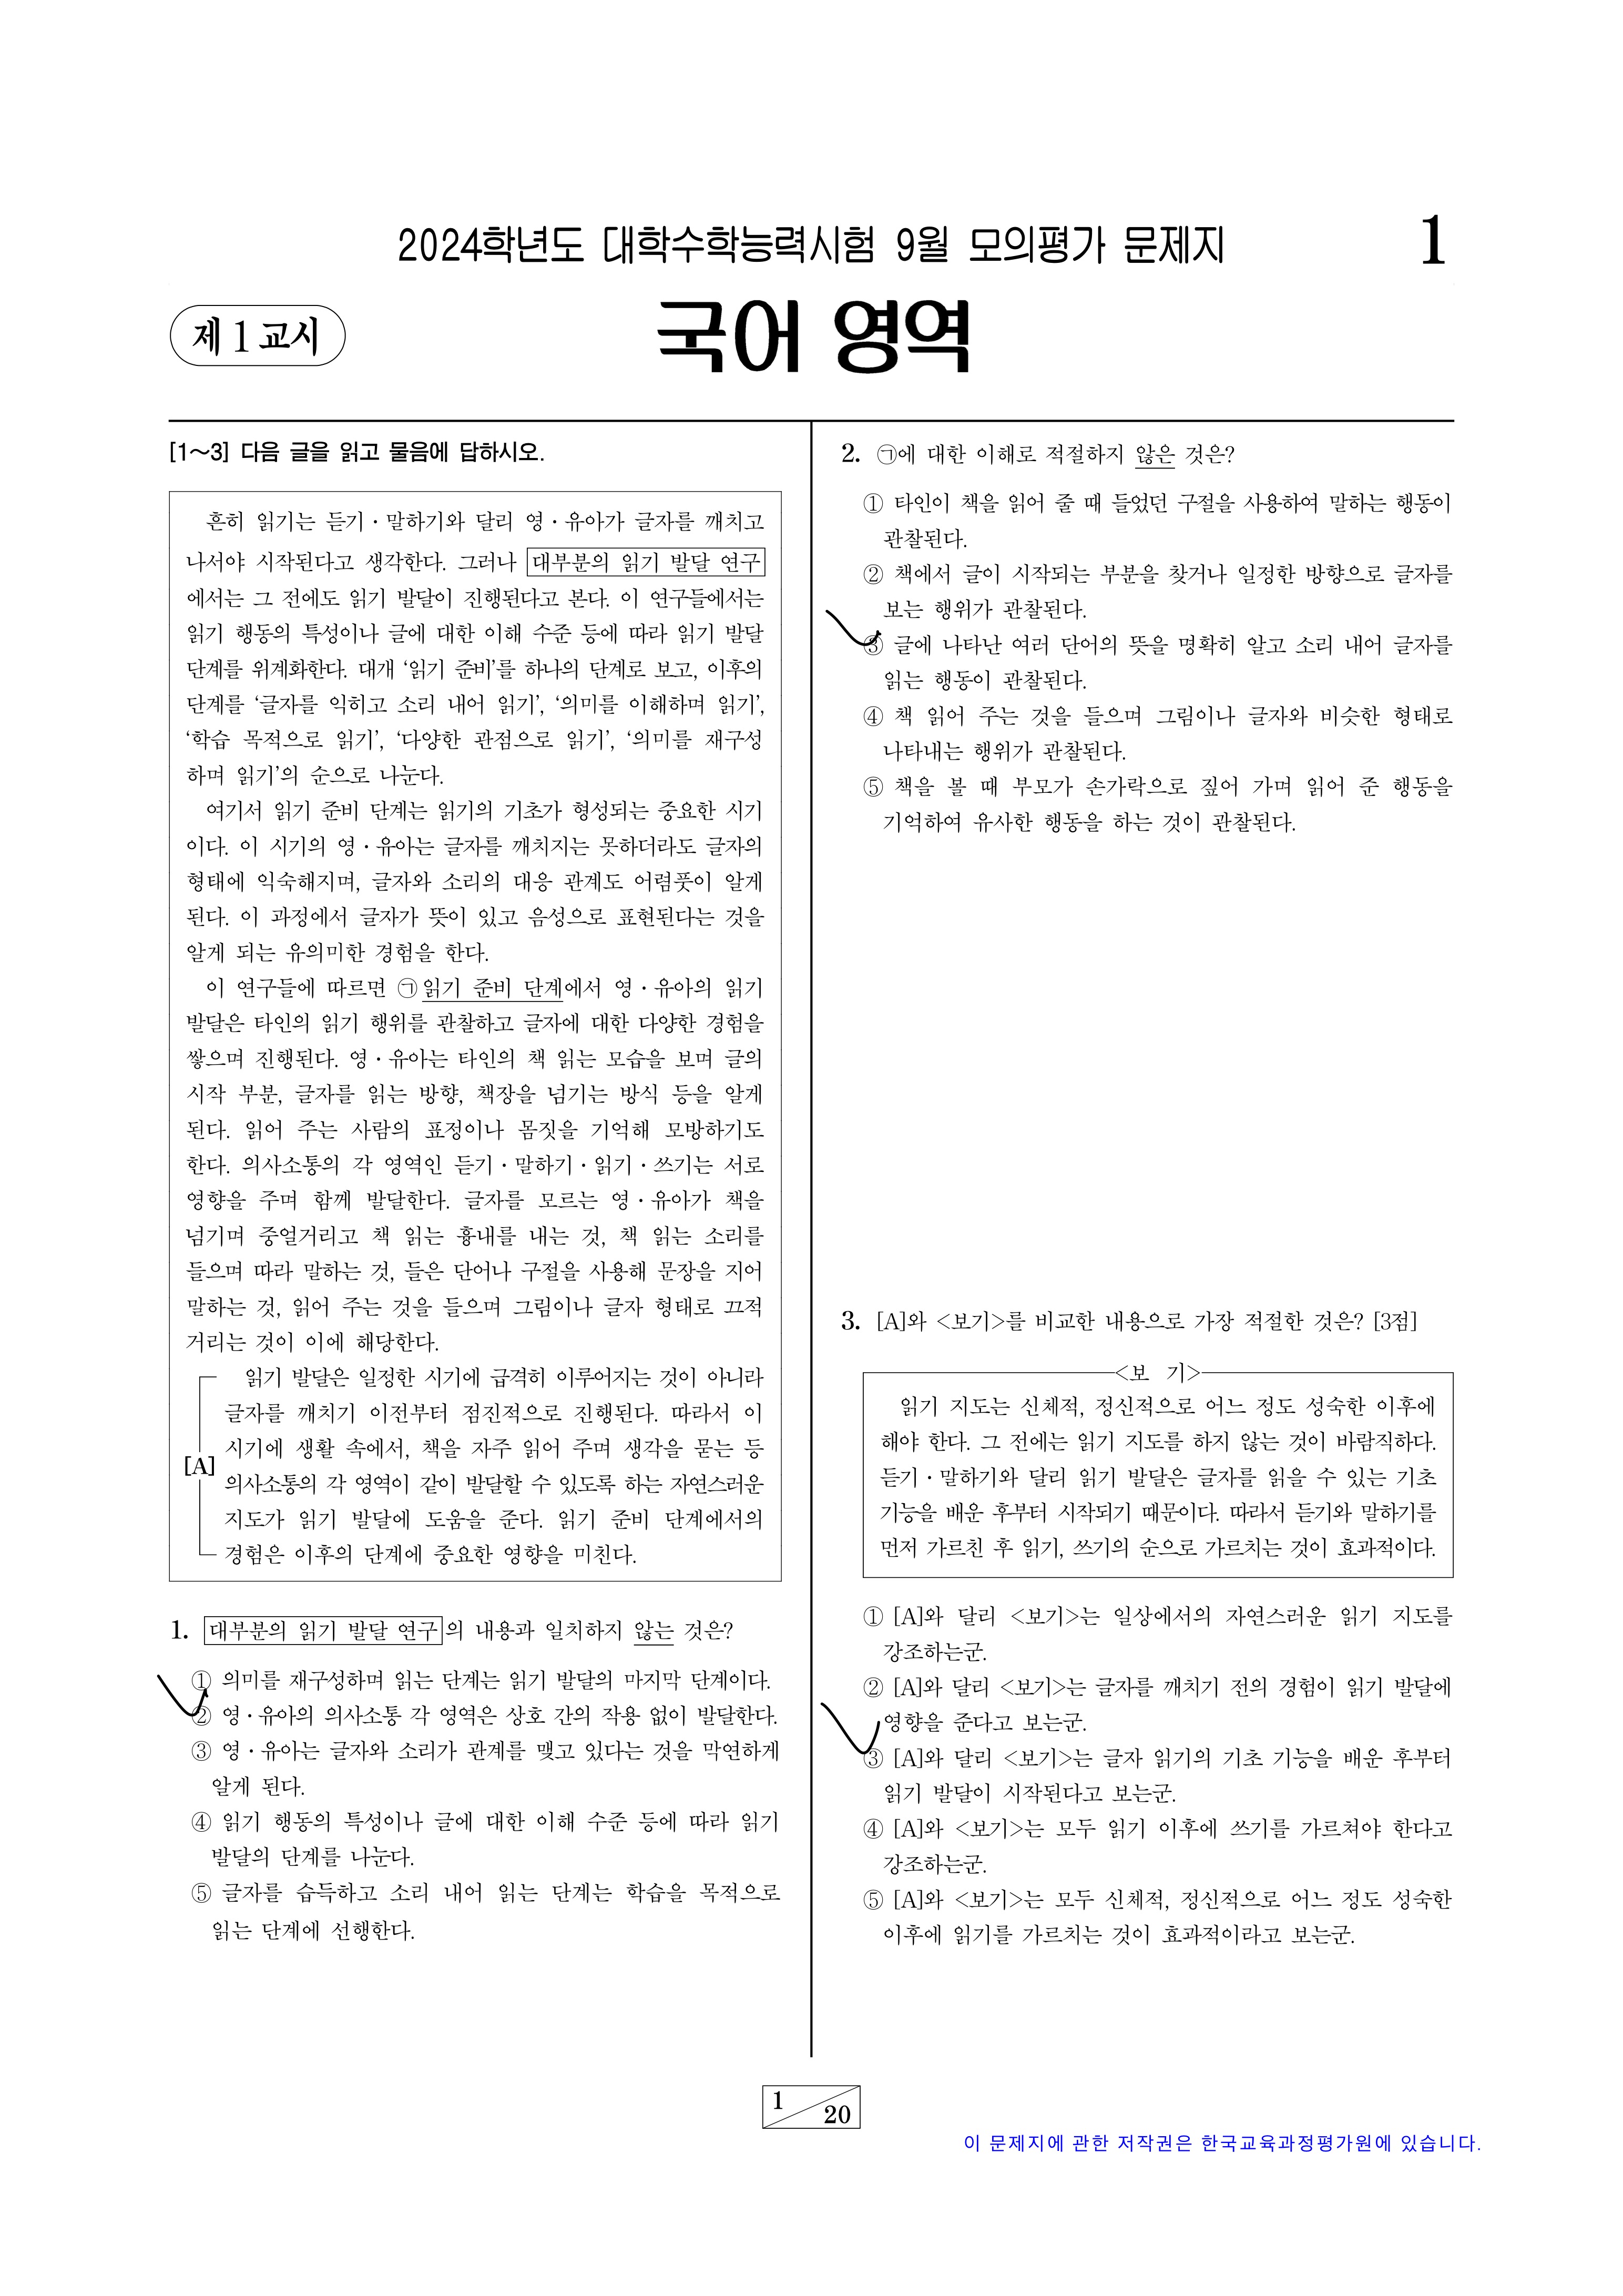 2024학년도 대학수학능력시험 9월 모의평가 문제지
1
제 1 교시
국어 영역
[1~3] 다음 글을 읽고 물음에 답하시오.
흔히 읽기는 듣기·말하기와 달리 영·유아가 글자를 깨치고
나서야 시작된다고 생각한다. 그러나 대부분의 읽기 발달 연구
에서는 그 전에도 읽기 발달이 진행된다고 본다. 이 연구들에서는
읽기 행동의 특성이나 글에 대한 이해 수준 등에 따라 읽기 발달
단계를 위계화한다. 대개 ‘읽기 준비’를 하나의 단계로 보고, 이후의
단계를 ‘글자를 익히고 소리 내어 읽기’, ‘의미를 이해하며 읽기’,
‘학습 목적으로 읽기’, ‘다양한 관점으로 읽기’, ‘의미를 재구성
하며 읽기’의 순으로 나눈다.
여기서 읽기 준비 단계는 읽기의 기초가 형성되는 중요한 시기
이다. 이 시기의 영·유아는 글자를 깨치지는 못하더라도 글자의
형태에 익숙해지며, 글자와 소리의 대응 관계도 어렴풋이 알게
된다. 이 과정에서 글자가 뜻이 있고 음성으로 표현된다는 것을
알게 되는 유의미한 경험을 한다.
이 연구들에 따르면 ㉠읽기 준비 단계에서 영·유아의 읽기
발달은 타인의 읽기 행위를 관찰하고 글자에 대한 다양한 경험을
쌓으며 진행된다. 영·유아는 타인의 책 읽는 모습을 보며 글의
시작 부분, 글자를 읽는 방향, 책장을 넘기는 방식 등을 알게
된다. 읽어 주는 사람의 표정이나 몸짓을 기억해 모방하기도
한다. 의사소통의 각 영역인 듣기·말하기·읽기·쓰기는 서로
영향을 주며 함께 발달한다. 글자를 모르는 영·유아가 책을
넘기며 중얼거리고 책 읽는 흉내를 내는 것, 책 읽는 소리를
들으며 따라 말하는 것, 들은 단어나 구절을 사용해 문장을 지어
말하는 것, 읽어 주는 것을 들으며 그림이나 글자 형태로 끄적
거리는 것이 이에 해당한다.
[A]
읽기 발달은 일정한 시기에 급격히 이루어지는 것이 아니라
글자를 깨치기 이전부터 점진적으로 진행된다. 따라서 이
시기에 생활 속에서, 책을 자주 읽어 주며 생각을 묻는 등
의사소통의 각 영역이 같이 발달할 수 있도록 하는 자연스러운
지도가 읽기 발달에 도움을 준다. 읽기 준비 단계에서의
경험은 이후의 단계에 중요한 영향을 미친다.
1. 대부분의 읽기 발달 연구의 내용과 일치하지 않는 것은?
① 의미를 재구성하며 읽는 단계는 읽기 발달의 마지막 단계이다.
② 영·유아의 의사소통 각 영역은 상호 간의 작용 없이 발달한다.
③ 영·유아는 글자와 소리가 관계를 맺고 있다는 것을 막연하게
알게 된다.
④ 읽기 행동의 특성이나 글에 대한 이해 수준 등에 따라 읽기
발달의 단계를 나눈다.
⑤ 글자를 습득하고 소리 내어 읽는 단계는 학습을 목적으로
읽는 단계에 선행한다.
2. ㉠에 대한 이해로 적절하지 않은 것은?
① 타인이 책을 읽어 줄 때 들었던 구절을 사용하여 말하는 행동이
관찰된다.
② 책에서 글이 시작되는 부분을 찾거나 일정한 방향으로 글자를
보는 행위가 관찰된다.
③ 글에 나타난 여러 단어의 뜻을 명확히 알고 소리 내어 글자를
읽는 행동이 관찰된다.
④ 책 읽어 주는 것을 들으며 그림이나 글자와 비슷한 형태로
나타내는 행위가 관찰된다.
⑤ 책을 볼 때 부모가 손가락으로 짚어 가며 읽어 준 행동을
기억하여 유사한 행동을 하는 것이 관찰된다.
3. [A]와 <보기>를 비교한 내용으로 가장 적절한 것은? [3점]
<보 기>
읽기 지도는 신체적, 정신적으로 어느 정도 성숙한 이후에
해야 한다. 그 전에는 읽기 지도를 하지 않는 것이 바람직하다.
듣기·말하기와 달리 읽기 발달은 글자를 읽을 수 있는 기초
기능을 배운 후부터 시작되기 때문이다. 따라서 듣기와 말하기를
먼저 가르친 후 읽기, 쓰기의 순으로 가르치는 것이 효과적이다.
① [A]와 달리 <보기>는 일상에서의 자연스러운 읽기 지도를
강조하는군.
② [A]와 달리 <보기>는 글자를 깨치기 전의 경험이 읽기 발달에
영향을 준다고 보는군.
③ [A]와 달리 <보기>는 글자 읽기의 기초 기능을 배운 후부터
읽기 발달이 시작된다고 보는군.
④ [A]와 <보기>는 모두 읽기 이후에 쓰기를 가르쳐야 한다고
강조하는군.
⑤ [A]와 <보기>는 모두 신체적, 정신적으로 어느 정도 성숙한
이후에 읽기를 가르치는 것이 효과적이라고 보는군.
1
20
이 문제지에 관한 저작권은 한국교육과정평가원에 있습니다.